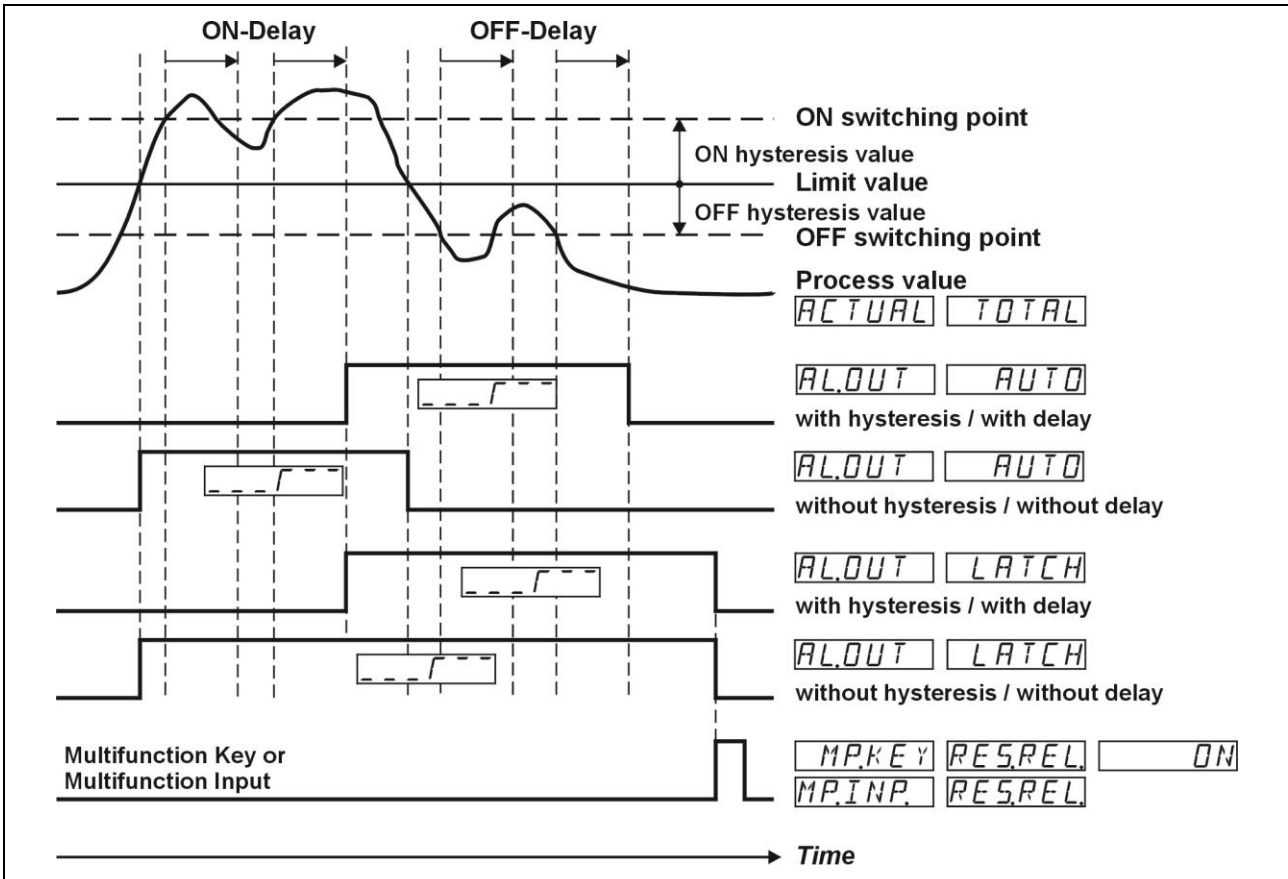 ON-Delay OFF-Delay
ON switching point
ON hysteresis value
Limit value
OFF hysteresis value
OFF switching point
Process value
ACTUAL TOTAL
AL.OUT AUTO
with hysteresis / with delay
AL.OUT AUTO
without hysteresis / without delay
AL.OUT LATCH
with hysteresis / with delay
AL.OUT LATCH
without hysteresis / without delay
Multifunction Key or
Multifunction Input
MP.KEY RES.REL. ON
MP.INP. RES.REL.
Time